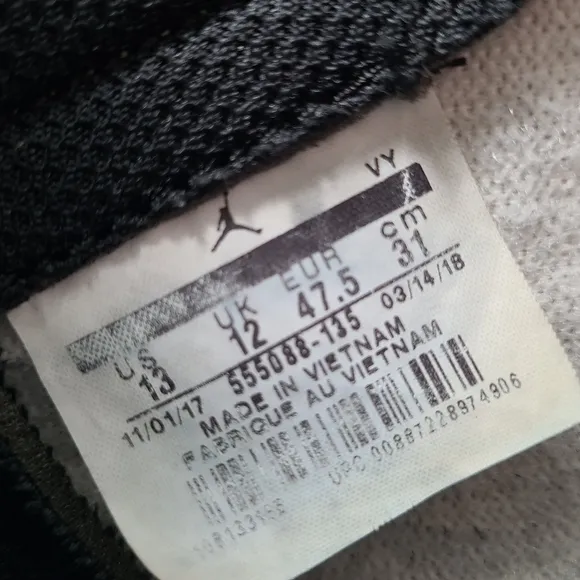 VY
US UK EUR cm
13 12 47.5 31
11/01/17 555088-135 03/14/18
MADE IN VIETNAM
FABRIQUE AU VIETNAM
UPC 00887228974906